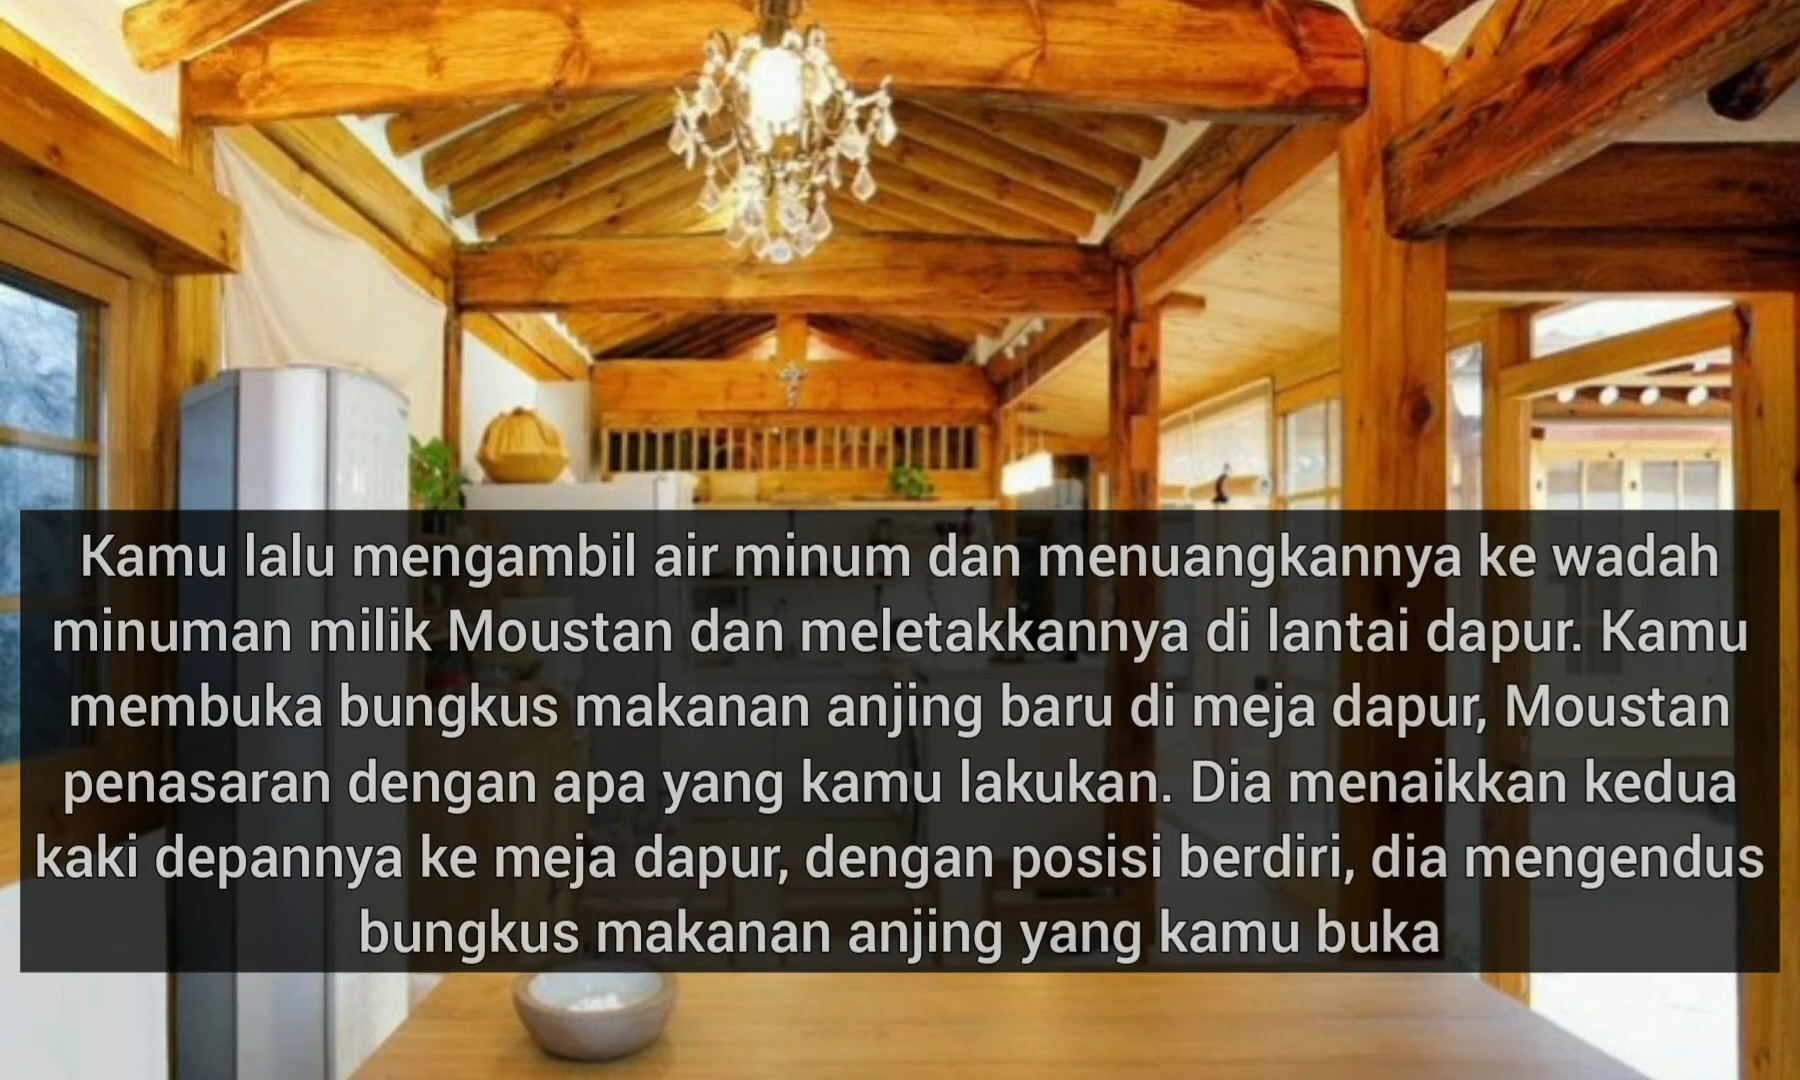 Kamu lalu mengambil air minum dan menuangkannya ke wadah
minuman milik Moustan dan meletakkannya di lantai dapur. Kamu
membuka bungkus makanan anjing baru di meja dapur, Moustan
penasaran dengan apa yang kamu lakukan. Dia menaikkan kedua
kaki depannya ke meja dapur, dengan posisi berdiri, dia mengendus
bungkus makanan anjing yang kamu buka